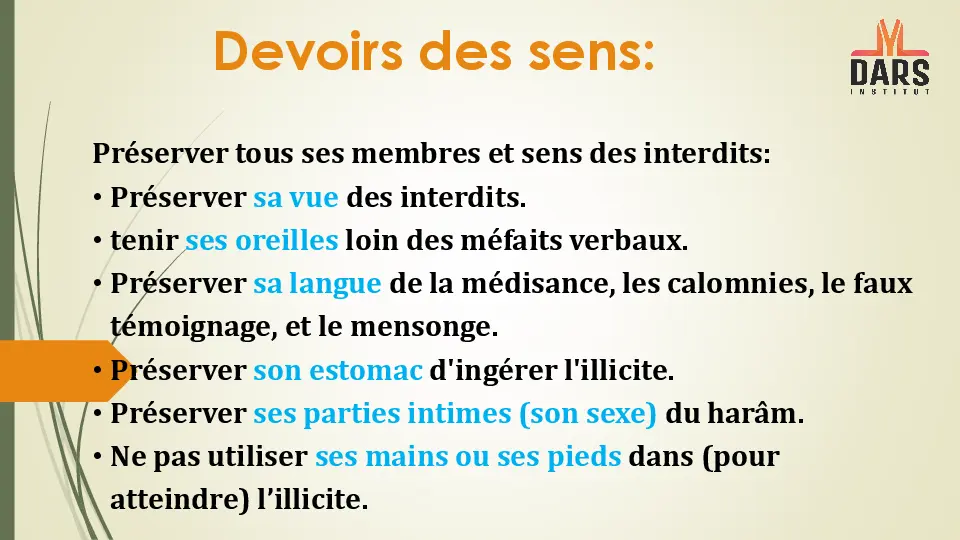 Devoirs des sens:
DARS
INSTITUT
Préserver tous ses membres et sens des interdits:
• Préserver sa vue des interdits.
• tenir ses oreilles loin des méfaits verbaux.
• Préserver sa langue de la médisance, les calomnies, le faux
témoignage, et le mensonge.
• Préserver son estomac d'ingérer l'illicite.
• Préserver ses parties intimes (son sexe) du harâm.
• Ne pas utiliser ses mains ou ses pieds dans (pour
atteindre) l’illicite.